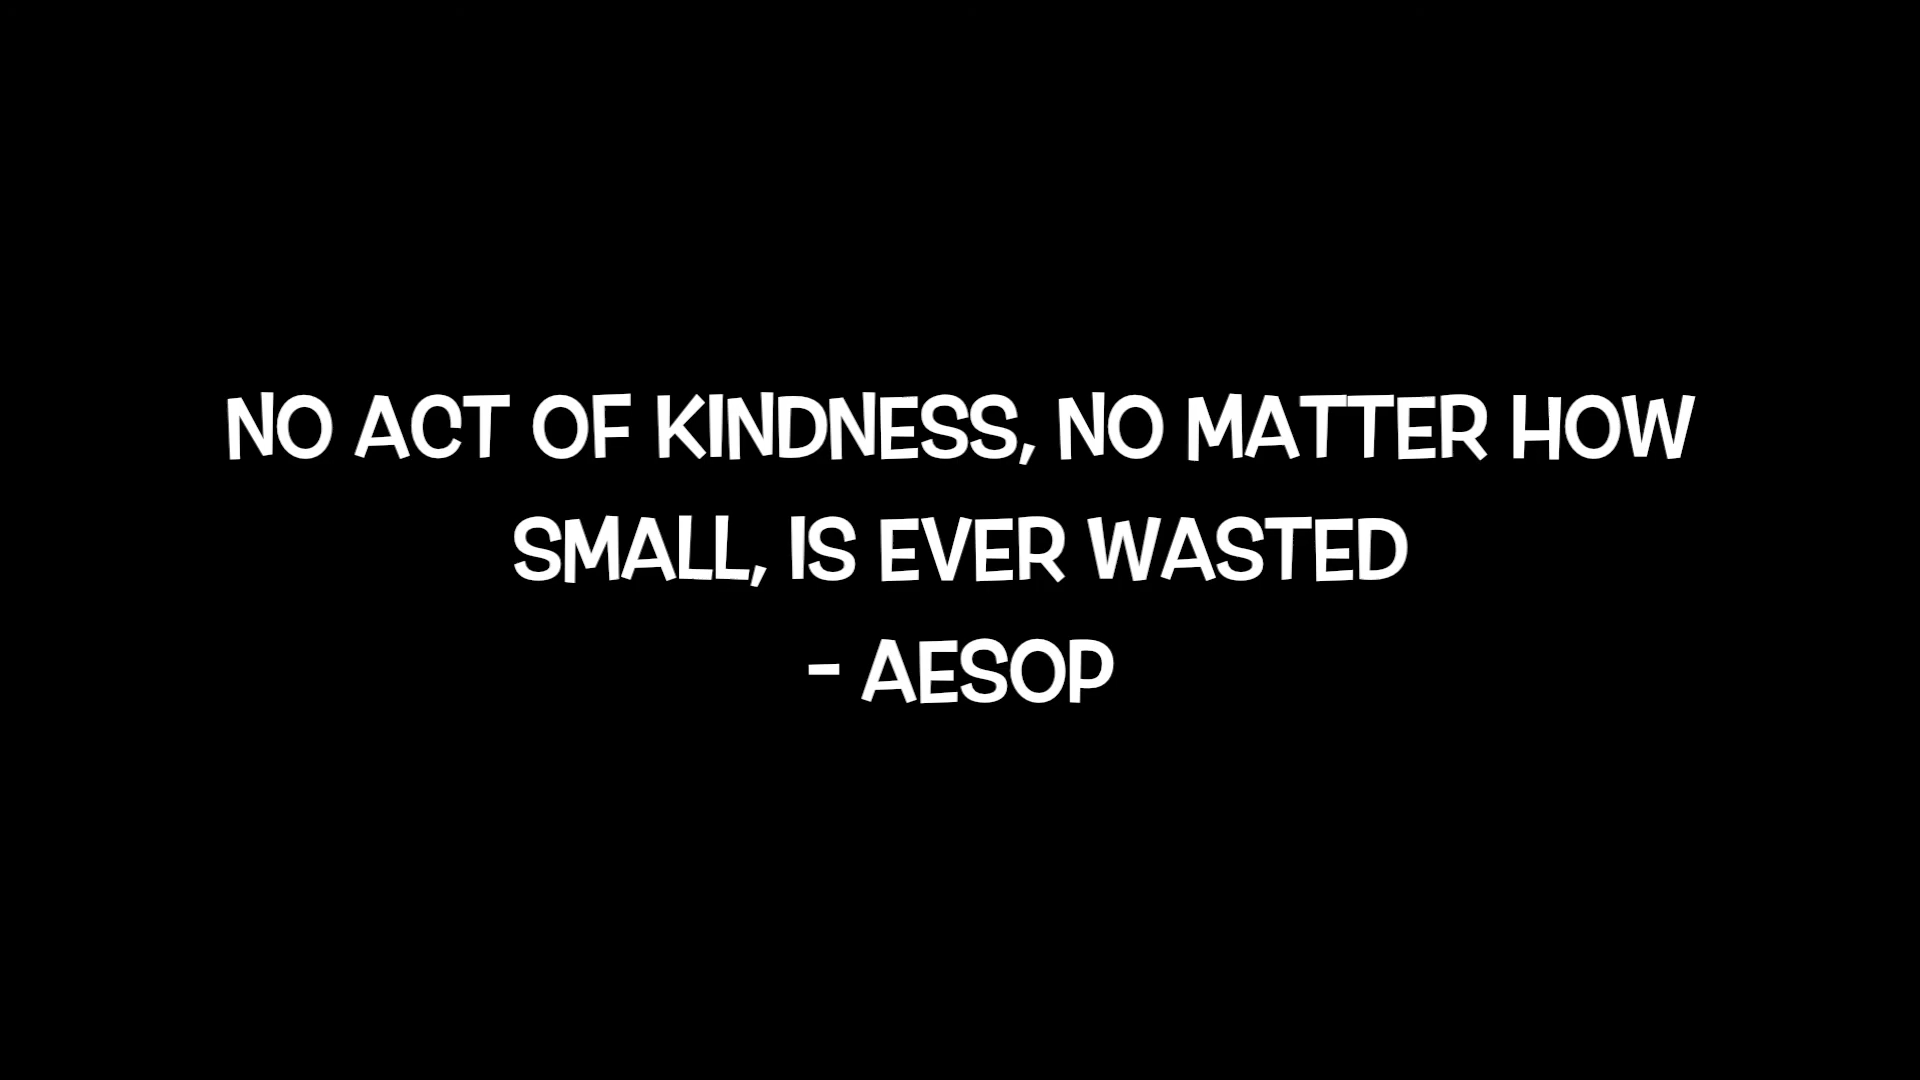 NO ACT OF KINDNESS, NO MATTER HOW
SMALL, IS EVER WASTED
- AESOP